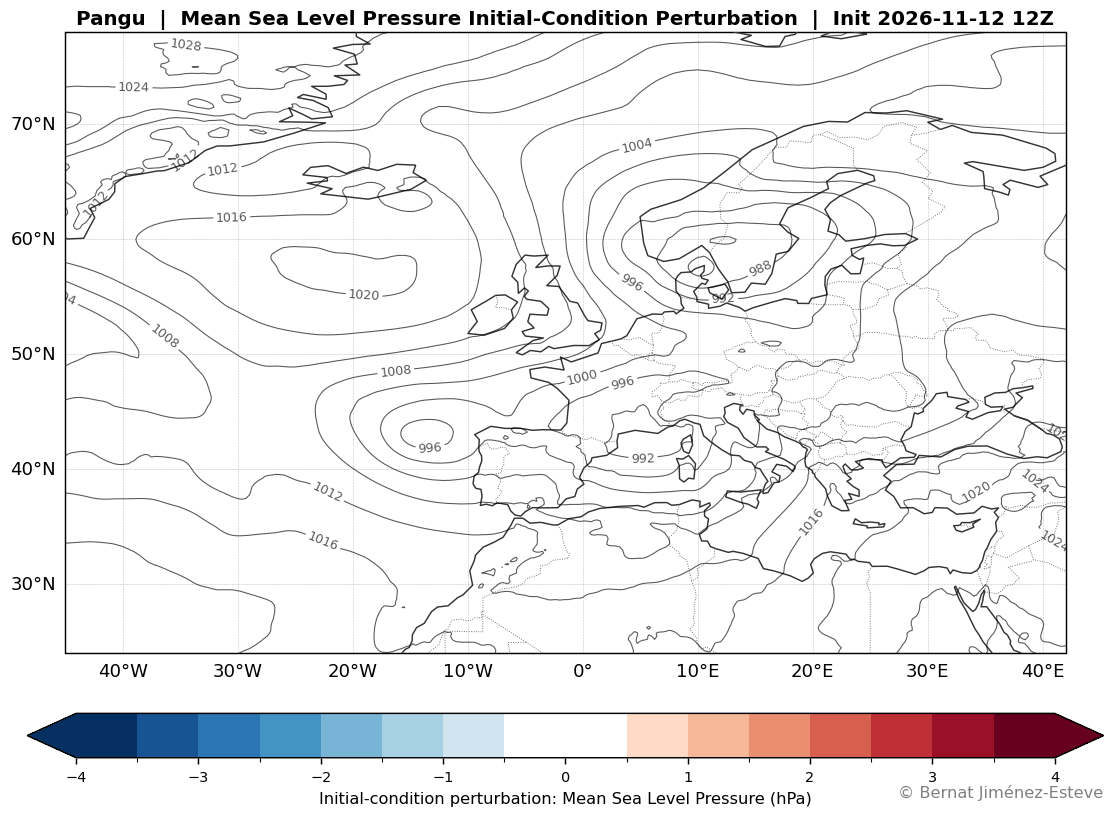 Pangu | Mean Sea Level Pressure Initial-Condition Perturbation | Init 2026-11-12 12Z
1028
1024
70°N
1004
1012
1012
1012
1016
60°N
988
996
1020
992
1008
50°N
1008
1000
996
996
992
40°N
1012
1020
1024
1016
1016
1024
30°N
40°W 30°W 20°W 10°W 0° 10°E 20°E 30°E 40°E
−4 −3 −2 −1 0 1 2 3 4
Initial-condition perturbation: Mean Sea Level Pressure (hPa)
© Bernat Jiménez-Esteve